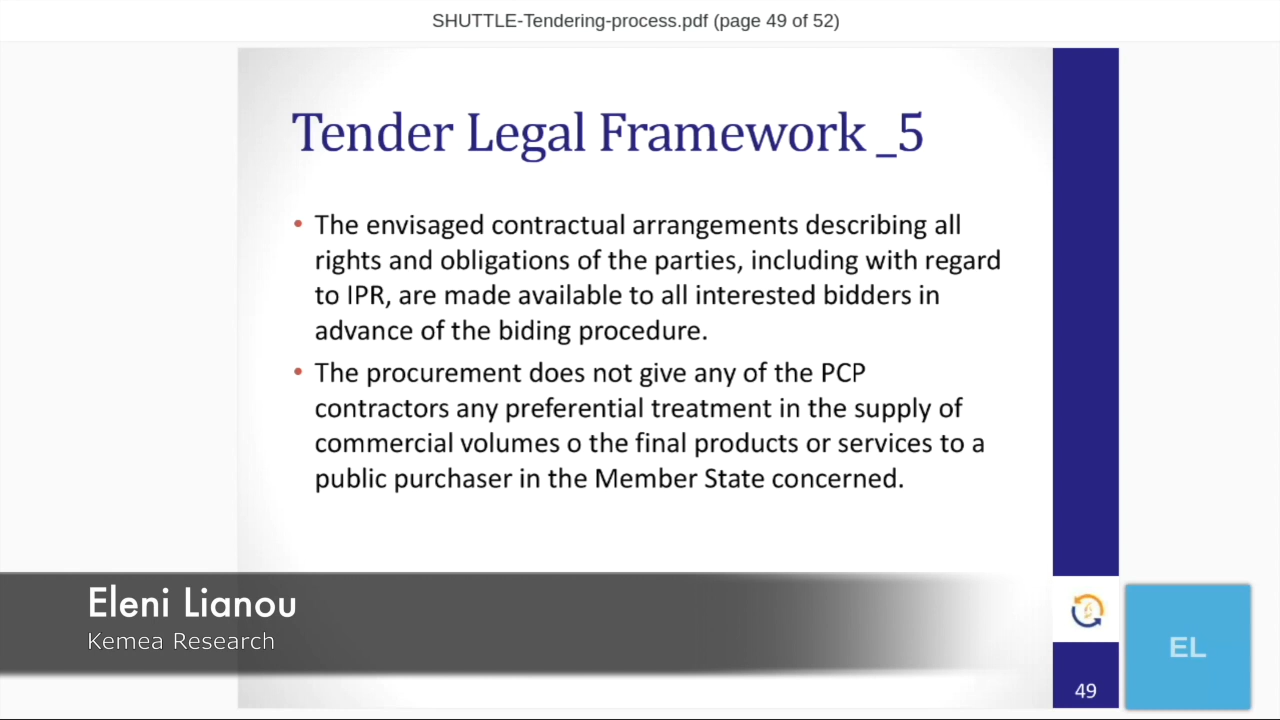 SHUTTLE-Tendering-process.pdf (page 49 of 52)
Tender Legal Framework _5
• The envisaged contractual arrangements describing all
rights and obligations of the parties, including with regard
to IPR, are made available to all interested bidders in
advance of the biding procedure.
• The procurement does not give any of the PCP
contractors any preferential treatment in the supply of
commercial volumes o the final products or services to a
public purchaser in the Member State concerned.
Eleni Lianou
Kemea Research
EL
49